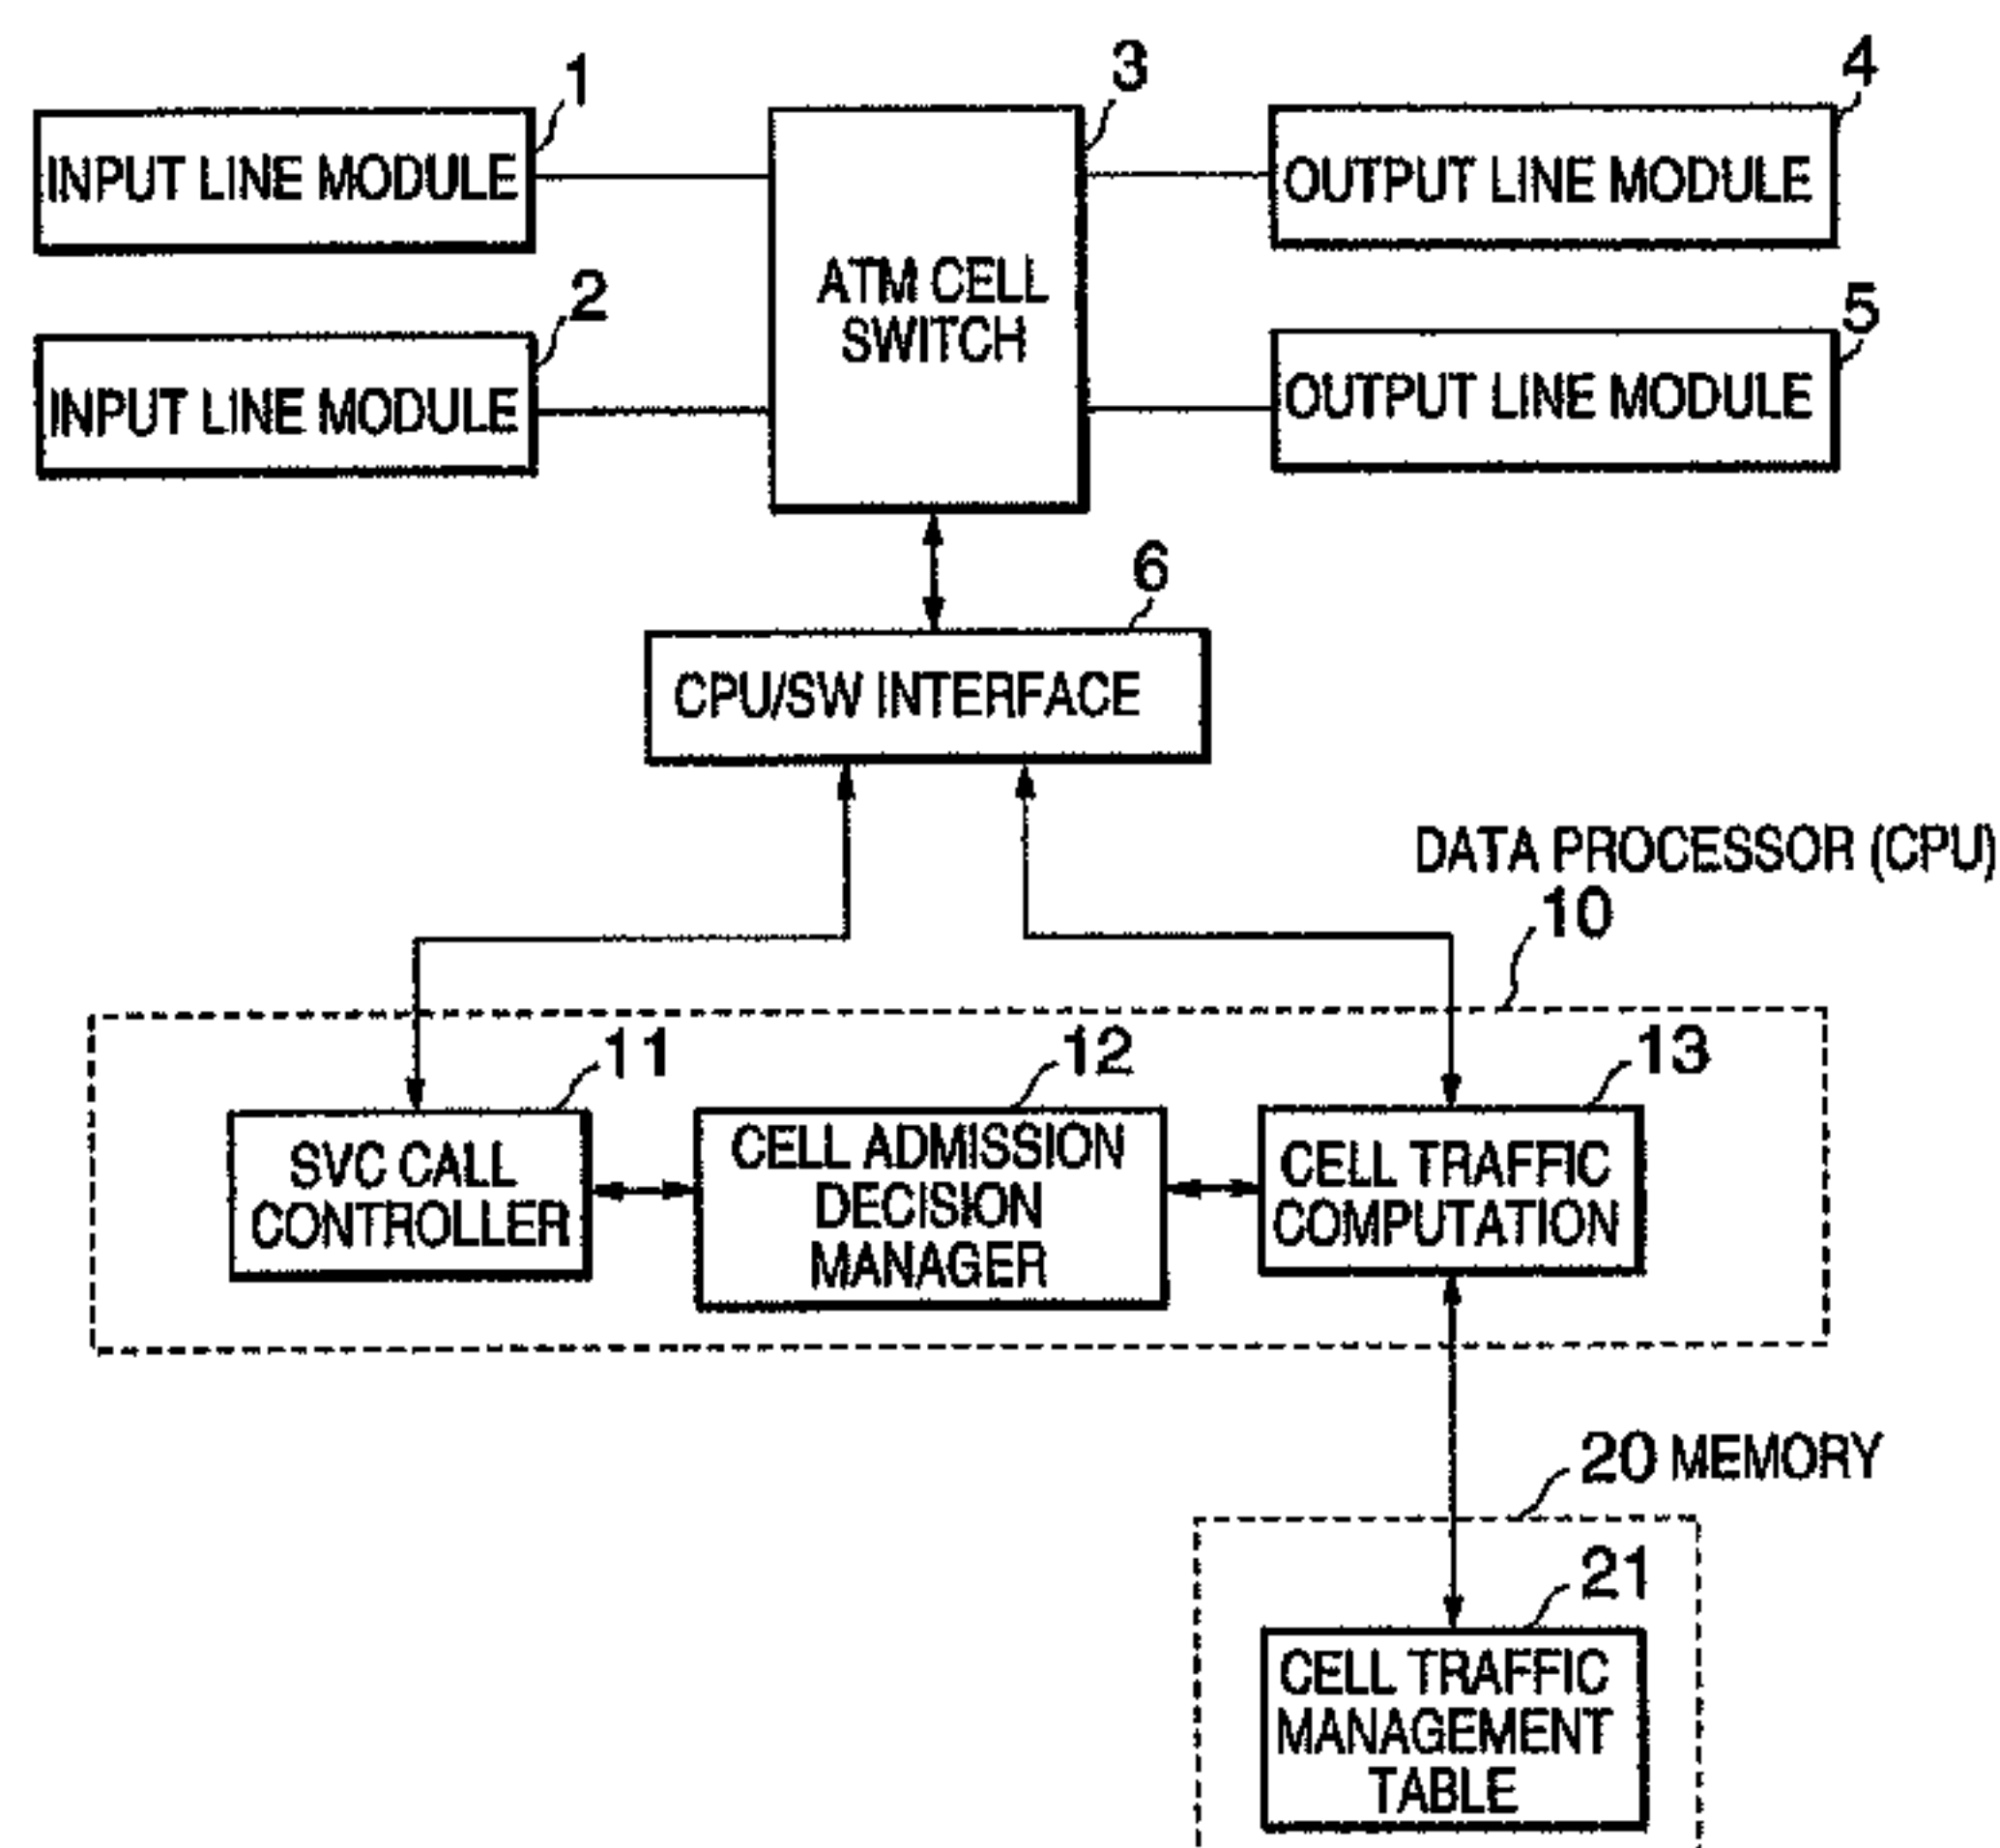 1
3
4
INPUT LINE MODULE
OUTPUT LINE MODULE
ATM CELL
SWITCH
2
5
INPUT LINE MODULE
OUTPUT LINE MODULE
6
CPU/SW INTERFACE
DATA PROCESSOR (CPU)
10
11
12
13
SVC CALL
CONTROLLER
CELL ADMISSION
DECISION
MANAGER
CELL TRAFFIC
COMPUTATION
20 MEMORY
21
CELL TRAFFIC
MANAGEMENT
TABLE